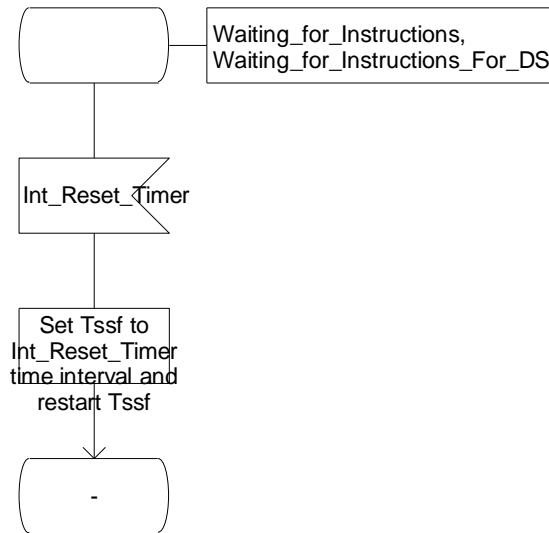 Waiting_for_Instructions,
Waiting_for_Instructions_For_DS
Int_Reset_Timer
Set Tssf to
Int_Reset_Timer
time interval and
restart Tssf
-